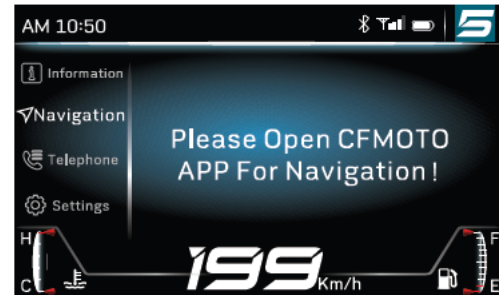 AM 10:50
S
Information
Navigation
Telephone
Settings
Please Open CFMOTO
APP For Navigation !
H
C
199 Km/h
F
E